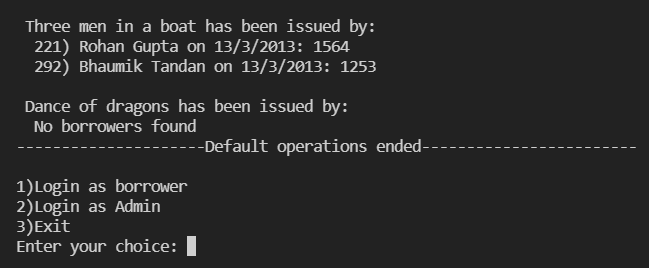 Three men in a boat has been issued by:
221) Rohan Gupta on 13/3/2013: 1564
292) Bhaumik Tandan on 13/3/2013: 1253
Dance of dragons has been issued by:
No borrowers found
---------------------Default operations ended------------------------
1)Login as borrower
2)Login as Admin
3)Exit
Enter your choice: